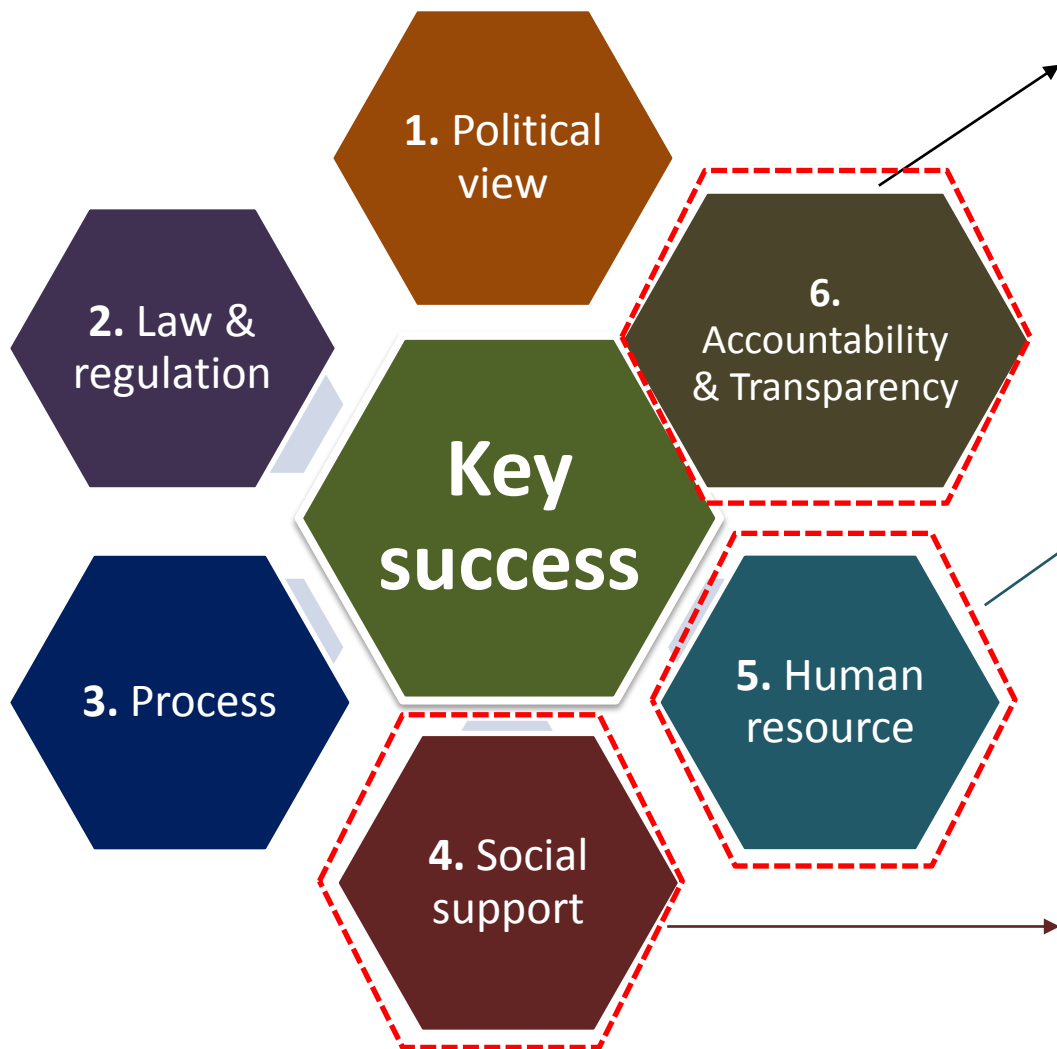 1. Political
view
2. Law &
regulation
6.
Accountability
& Transparency
Key
success
3. Process
5. Human
resource
4. Social
support